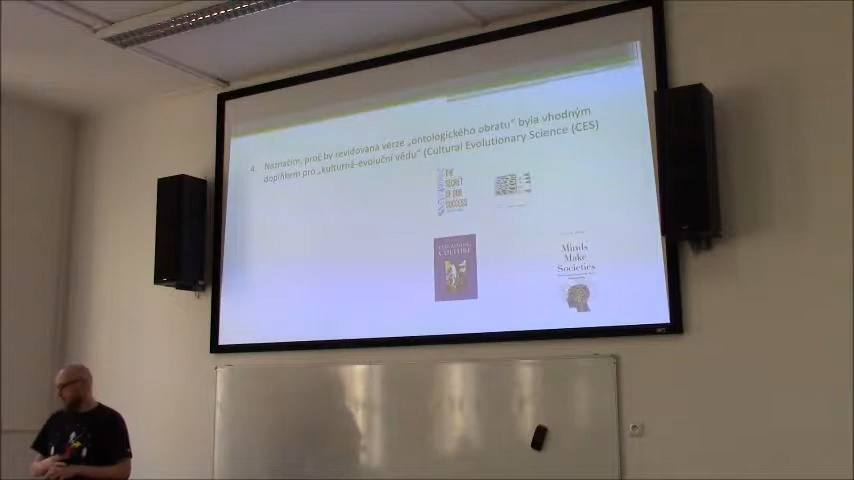 4. Naznačím, proč by revidovaná verze „ontologického obratu“ byla vhodným
doplňkem pro „kulturně-evoluční vědu“ (Cultural Evolutionary Science (CES)
THE
SECRET
OF OUR
SUCCESS
EXPLAINING
CULTURE
Minds
Make
Societies